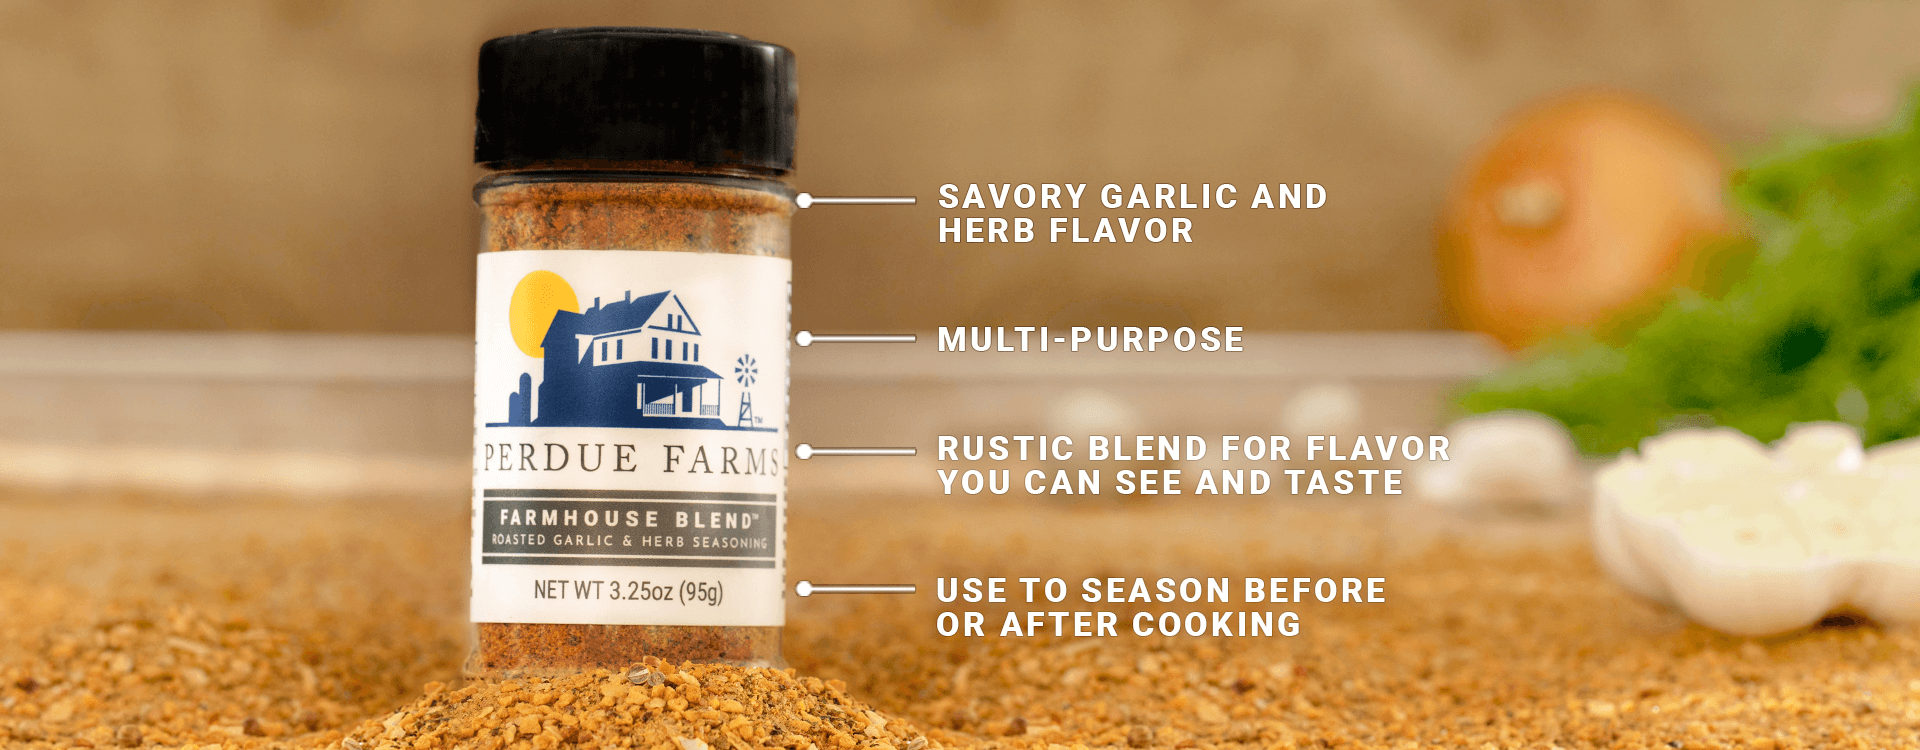 SAVORY GARLIC AND
HERB FLAVOR
MULTI-PURPOSE
RUSTIC BLEND FOR FLAVOR
YOU CAN SEE AND TASTE
USE TO SEASON BEFORE
OR AFTER COOKING
TM
PERDUE FARMS
FARMHOUSE BLEND™
ROASTED GARLIC & HERB SEASONING
NET WT 3.25oz (95g)